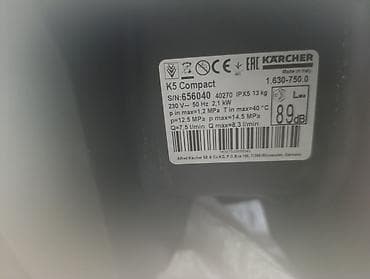 EAC KÄRCHER
Made in Italy
K5 Compact 1.630-750.0
S/N:656040 40270 IPX5 13 kg
230 V~ 50 Hz 2,1 kW
p in max=1,2 MPa T in max=40 °C
p=12.5 MPa p max=14,5 MPa
Q=7,5 l/min Q max=8,3 l/min
LWA
89dB